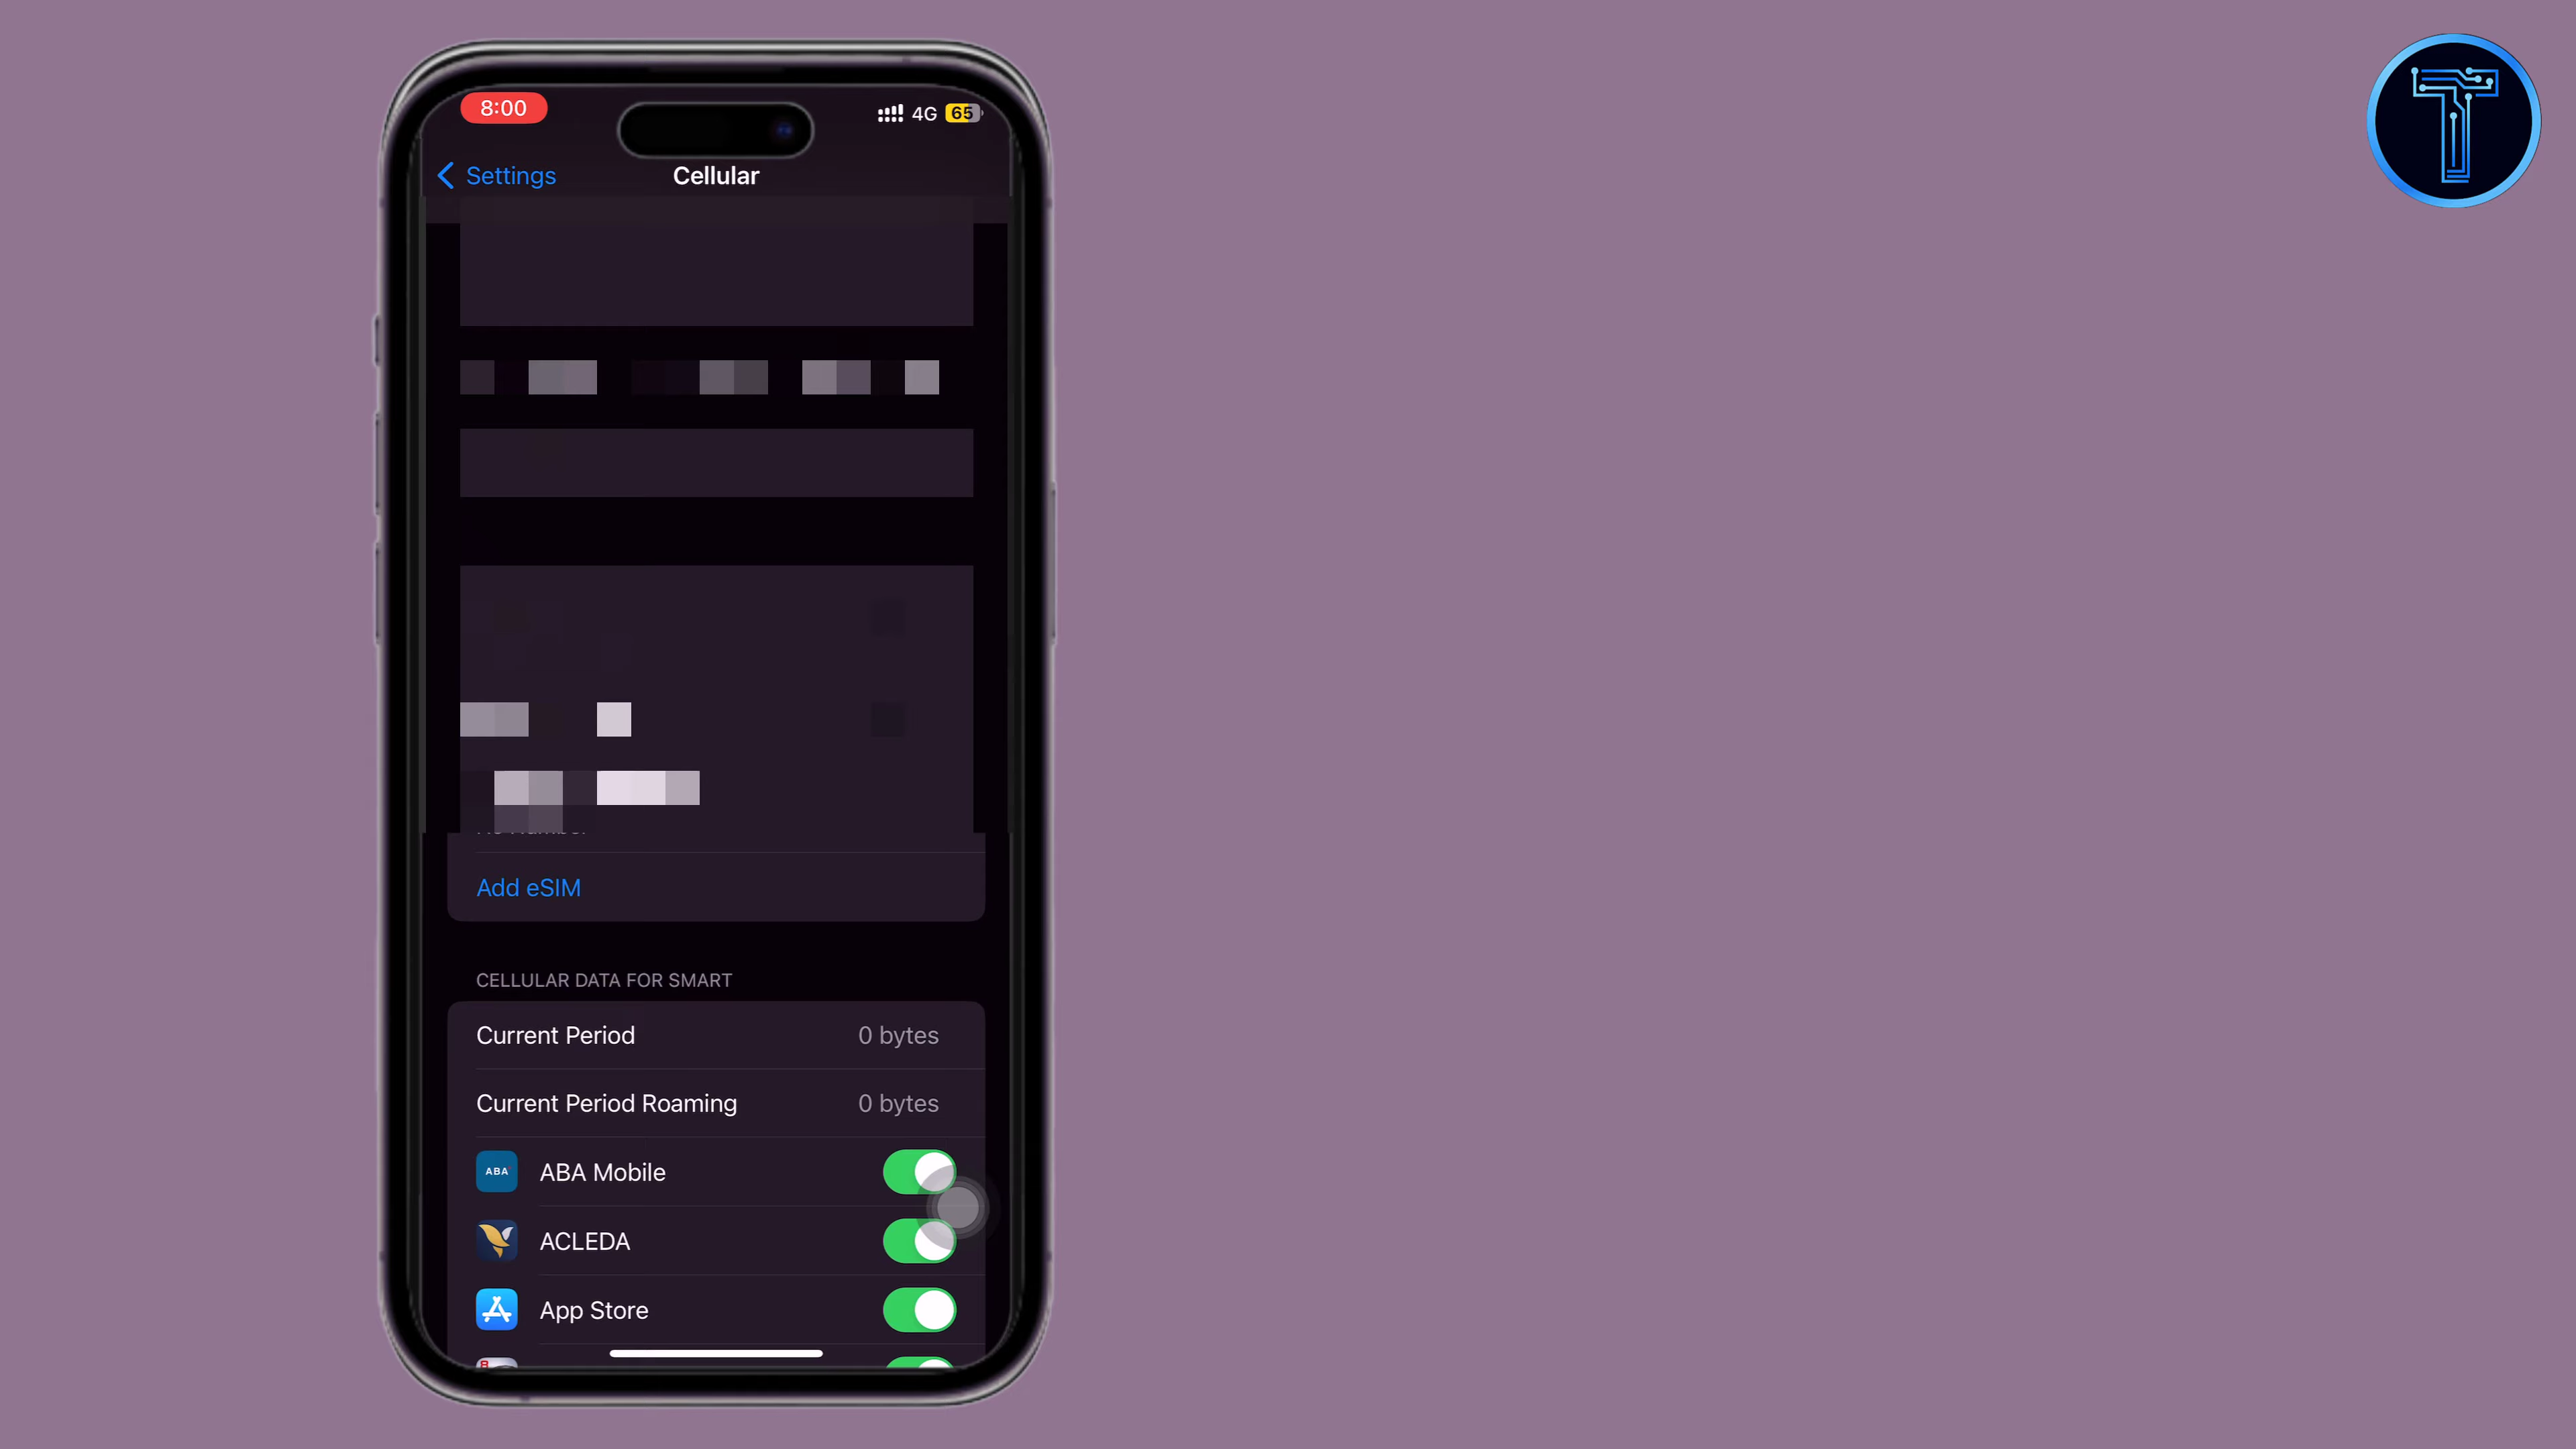 8:00
4G 65
Settings
Cellular
Add eSIM
CELLULAR DATA FOR SMART
Current Period 0 bytes
Current Period Roaming 0 bytes
ABA ABA Mobile
ACLEDA
App Store